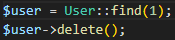 $user = User::find(1);
$user->delete();